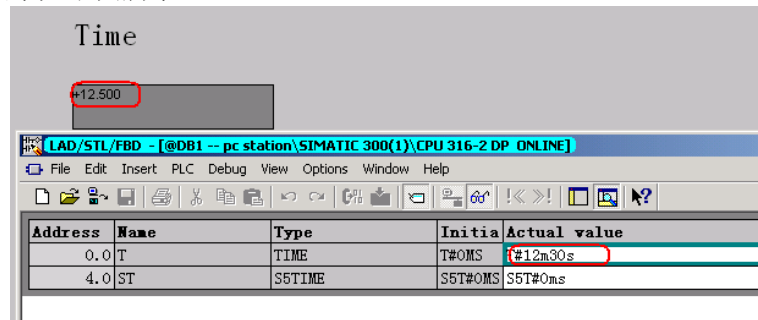 Time
+12.500
LAD/STL/FBD - [@DB1 -- pc station\SIMATIC 300(1)\CPU 316-2 DP ONLINE]
File Edit Insert PLC Debug View Options Window Help
Address Name Type Initia Actual value
0.0 T TIME T#0MS T#12m30s
4.0 ST S5TIME S5T#0MS S5T#0ms